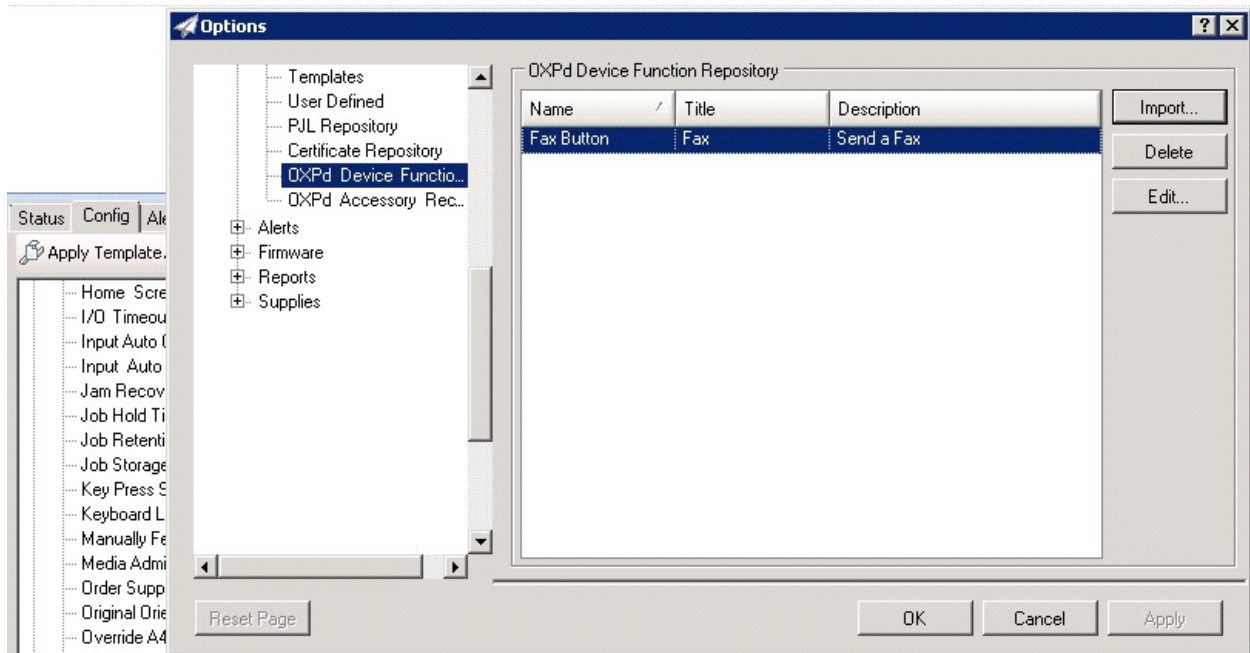 Options
Templates
User Defined
PJL Repository
Certificate Repository
OXPd Device Functio...
OXPd Accessory Rec...
Alerts
Firmware
Reports
Supplies
OXPd Device Function Repository
Name Title Description
Fax Button Fax Send a Fax
Import...
Delete
Edit...
Reset Page
OK Cancel Apply
Status Config Ale
Apply Template.
Home Scre
I/O Timeou
Input Auto
Input Auto
Jam Recov
Job Hold Ti
Job Retenti
Job Storage
Key Press S
Keyboard L
Manually Fe
Media Admi
Order Supp
Original Orie
Override A4